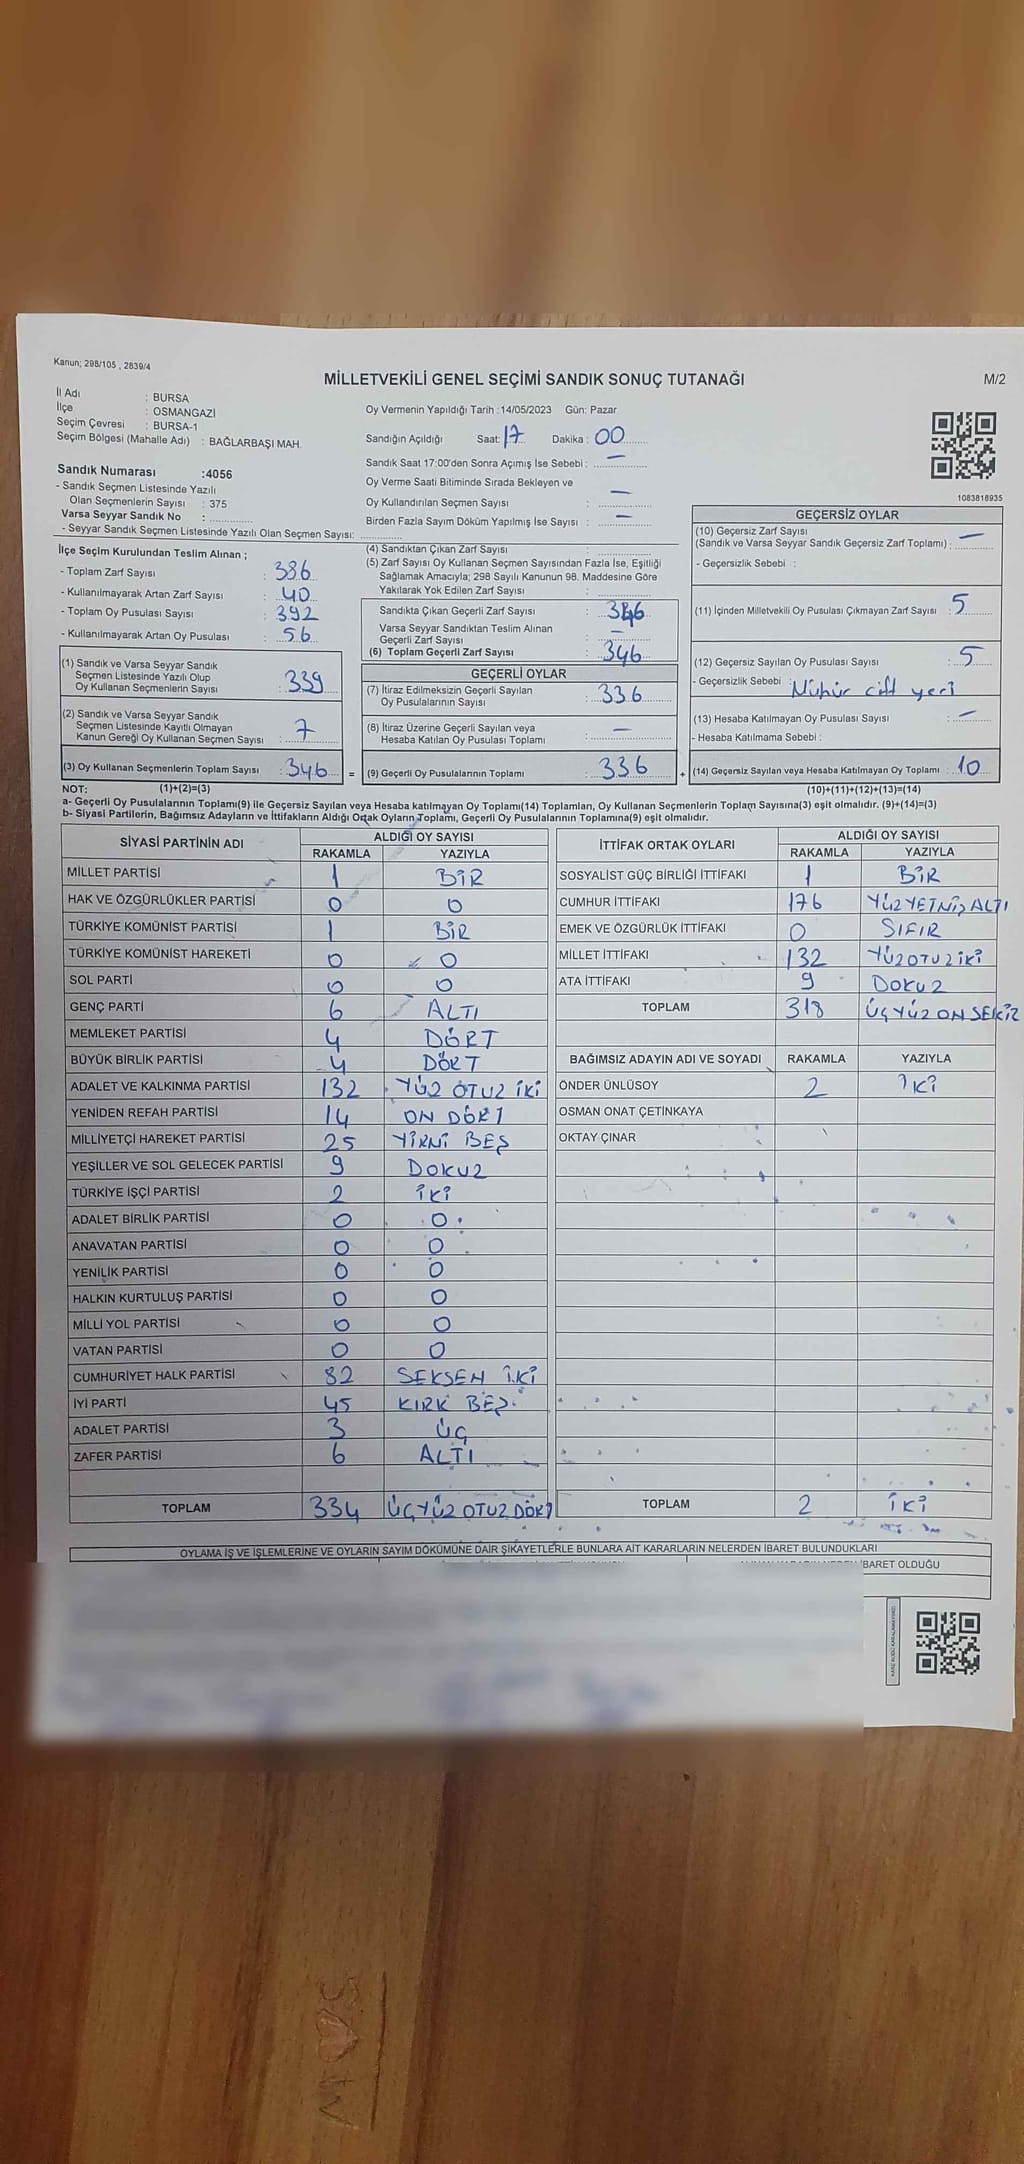 Kanun; 298/105 , 2839/4
MİLLETVEKİLİ GENEL SEÇİMİ SANDIK SONUÇ TUTANAĞI
M/2
İl Adı : BURSA
İlçe : OSMANGAZİ
Seçim Çevresi : BURSA-1
Seçim Bölgesi (Mahalle Adı) : BAĞLARBAŞI MAH.
Sandık Numarası :4056
- Sandık Seçmen Listesinde Yazılı
Olan Seçmenlerin Sayısı : 375
Varsa Seyyar Sandık No :
- Seyyar Sandık Seçmen Listesinde Yazılı Olan Seçmen Sayısı:
Oy Vermenin Yapıldığı Tarih :14/05/2023 Gün: Pazar
Sandığın Açıldığı Saat: 17 Dakika : 00
Sandık Saat 17:00'den Sonra Açımış İse Sebebi : —
Oy Verme Saati Bitiminde Sırada Bekleyen ve
Oy Kullandırılan Seçmen Sayısı : —
Birden Fazla Sayım Döküm Yapılmış İse Sayısı : —
1083818935
İlçe Seçim Kurulundan Teslim Alınan ;
- Toplam Zarf Sayısı : 386
- Kullanılmayarak Artan Zarf Sayısı : 40
- Toplam Oy Pusulası Sayısı : 392
- Kullanılmayarak Artan Oy Pusulası : 56
(1) Sandık ve Varsa Seyyar Sandık
Seçmen Listesinde Yazılı Olup
Oy Kullanan Seçmenlerin Sayısı : 339
(2) Sandık ve Varsa Seyyar Sandık
Seçmen Listesinde Kayıtlı Olmayan
Kanun Gereği Oy Kullanan Seçmen Sayısı : 7
(3) Oy Kullanan Seçmenlerin Toplam Sayısı : 346 =
(4) Sandıktan Çıkan Zarf Sayısı :
(5) Zarf Sayısı Oy Kullanan Seçmen Sayısından Fazla İse, Eşitliği
Sağlamak Amacıyla; 298 Sayılı Kanunun 98. Maddesine Göre
Yakılarak Yok Edilen Zarf Sayısı :
Sandıkta Çıkan Geçerli Zarf Sayısı : 346
Varsa Seyyar Sandıktan Teslim Alınan
Geçerli Zarf Sayısı : —
(6) Toplam Geçerli Zarf Sayısı : 346
GEÇERLİ OYLAR
(7) İtiraz Edilmeksizin Geçerli Sayılan
Oy Pusulalarının Sayısı : 336
(8) İtiraz Üzerine Geçerli Sayılan veya
Hesaba Katılan Oy Pusulası Toplamı : —
(9) Geçerli Oy Pusulalarının Toplamı : 336 +
GEÇERSİZ OYLAR
(10) Geçersiz Zarf Sayısı
(Sandık ve Varsa Seyyar Sandık Geçersiz Zarf Toplamı) : —
- Geçersizlik Sebebi :
(11) İçinden Milletvekili Oy Pusulası Çıkmayan Zarf Sayısı : 5
(12) Geçersiz Sayılan Oy Pusulası Sayısı : 5
- Geçersizlik Sebebi : Mühür çift yeri
(13) Hesaba Katılmayan Oy Pusulası Sayısı : —
- Hesaba Katılmama Sebebi :
(14) Geçersiz Sayılan veya Hesaba Katılmayan Oy Toplamı : 10
NOT: (1)+(2)=(3)
(10)+(11)+(12)+(13)=(14)
a- Geçerli Oy Pusulalarının Toplamı(9) ile Geçersiz Sayılan veya Hesaba katılmayan Oy Toplamı(14) Toplamları, Oy Kullanan Seçmenlerin Toplam Sayısına(3) eşit olmalıdır. (9)+(14)=(3)
b- Siyasi Partilerin, Bağımsız Adayların ve İttifakların Aldığı Ortak Oyların Toplamı, Geçerli Oy Pusulalarının Toplamına(9) eşit olmalıdır.
SİYASİ PARTİNİN ADI ALDIĞI OY SAYISI
RAKAMLA YAZIYLA
MİLLET PARTİSİ 1 BİR
HAK VE ÖZGÜRLÜKLER PARTİSİ 0 0
TÜRKİYE KOMÜNİST PARTİSİ 1 BİR
TÜRKİYE KOMÜNİST HAREKETİ 0 0
SOL PARTİ 0 0
GENÇ PARTİ 6 ALTI
MEMLEKET PARTİSİ 4 DÖRT
BÜYÜK BİRLİK PARTİSİ 4 DÖRT
ADALET VE KALKINMA PARTİSİ 132 YÜZ OTUZ İKİ
YENİDEN REFAH PARTİSİ 14 ON DÖRT
MİLLİYETÇİ HAREKET PARTİSİ 25 YİRMİ BEŞ
YEŞİLLER VE SOL GELECEK PARTİSİ 9 DOKUZ
TÜRKİYE İŞÇİ PARTİSİ 2 İKİ
ADALET BİRLİK PARTİSİ 0 0
ANAVATAN PARTİSİ 0 0
YENİLİK PARTİSİ 0 0
HALKIN KURTULUŞ PARTİSİ 0 0
MİLLİ YOL PARTİSİ 0 0
VATAN PARTİSİ 0 0
CUMHURİYET HALK PARTİSİ 82 SEKSEN İKİ
İYİ PARTİ 45 KIRK BEŞ
ADALET PARTİSİ 3 ÜÇ
ZAFER PARTİSİ 6 ALTI
TOPLAM 334 ÜÇYÜZ OTUZ DÖRT
İTTİFAK ORTAK OYLARI ALDIĞI OY SAYISI
RAKAMLA YAZIYLA
SOSYALİST GÜÇ BİRLİĞİ İTTİFAKI 1 BİR
CUMHUR İTTİFAKI 176 YÜZ YETMİŞ ALTI
EMEK VE ÖZGÜRLÜK İTTİFAKI 0 SIFIR
MİLLET İTTİFAKI 132 YÜZ OTUZ İKİ
ATA İTTİFAKI 9 DOKUZ
TOPLAM 318 ÜÇ YÜZ ON SEKİZ
BAĞIMSIZ ADAYIN ADI VE SOYADI RAKAMLA YAZIYLA
ÖNDER ÜNLÜSOY 2 İKİ
OSMAN ONAT ÇETİNKAYA
OKTAY ÇINAR
TOPLAM 2 İKİ
OYLAMA İŞ VE İŞLEMLERİNE VE OYLARIN SAYIM DÖKÜMÜNE DAİR ŞİKAYETLERLE BUNLARA AİT KARARLARIN NELERDEN İBARET BULUNDUKLARI
İBARET OLDUĞU